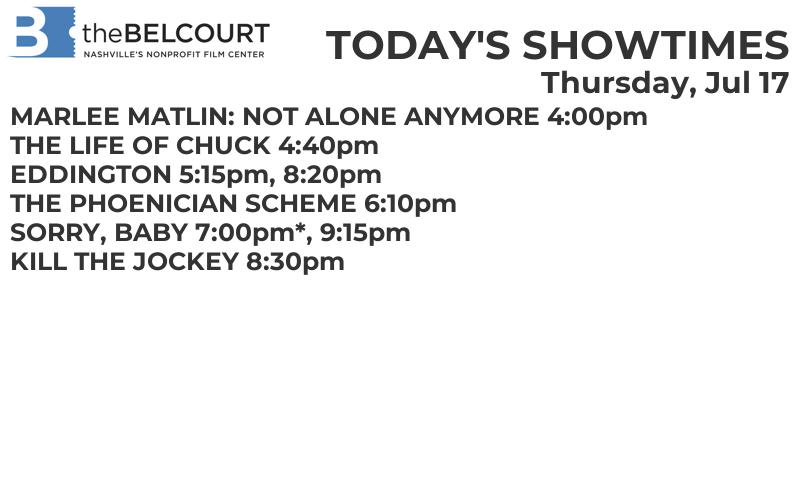 B theBELCOURT
NASHVILLE'S NONPROFIT FILM CENTER
TODAY'S SHOWTIMES
Thursday, Jul 17
MARLEE MATLIN: NOT ALONE ANYMORE 4:00pm
THE LIFE OF CHUCK 4:40pm
EDDINGTON 5:15pm, 8:20pm
THE PHOENICIAN SCHEME 6:10pm
SORRY, BABY 7:00pm*, 9:15pm
KILL THE JOCKEY 8:30pm